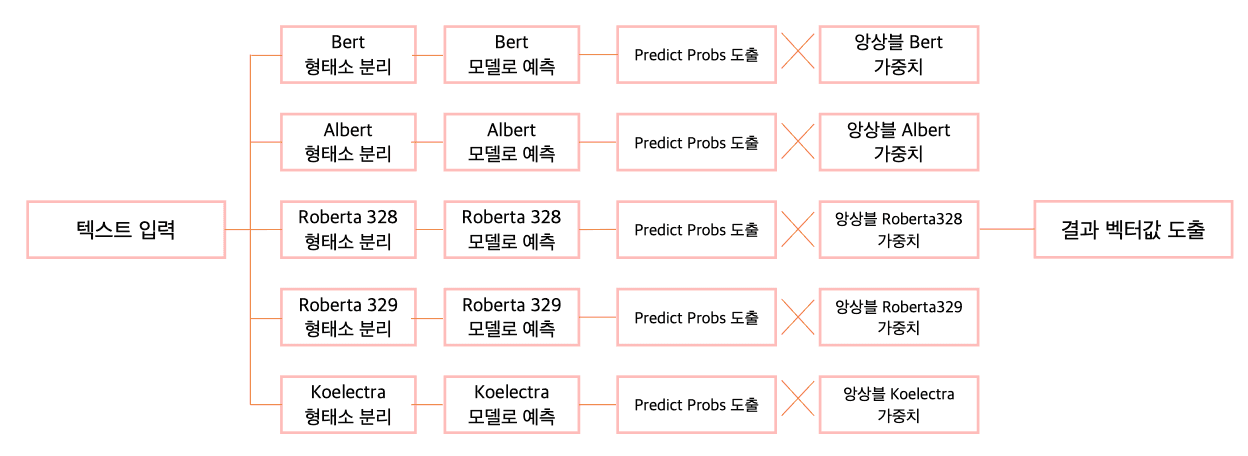 텍스트 입력
Bert
형태소 분리
Bert
모델로 예측
Predict Probs 도출
앙상블 Bert
가중치
Albert
형태소 분리
Albert
모델로 예측
Predict Probs 도출
앙상블 Albert
가중치
Roberta 328
형태소 분리
Roberta 328
모델로 예측
Predict Probs 도출
앙상블 Roberta328
가중치
Roberta 329
형태소 분리
Roberta 329
모델로 예측
Predict Probs 도출
앙상블 Roberta329
가중치
Koelectra
형태소 분리
Koelectra
모델로 예측
Predict Probs 도출
앙상블 Koelectra
가중치
결과 벡터값 도출